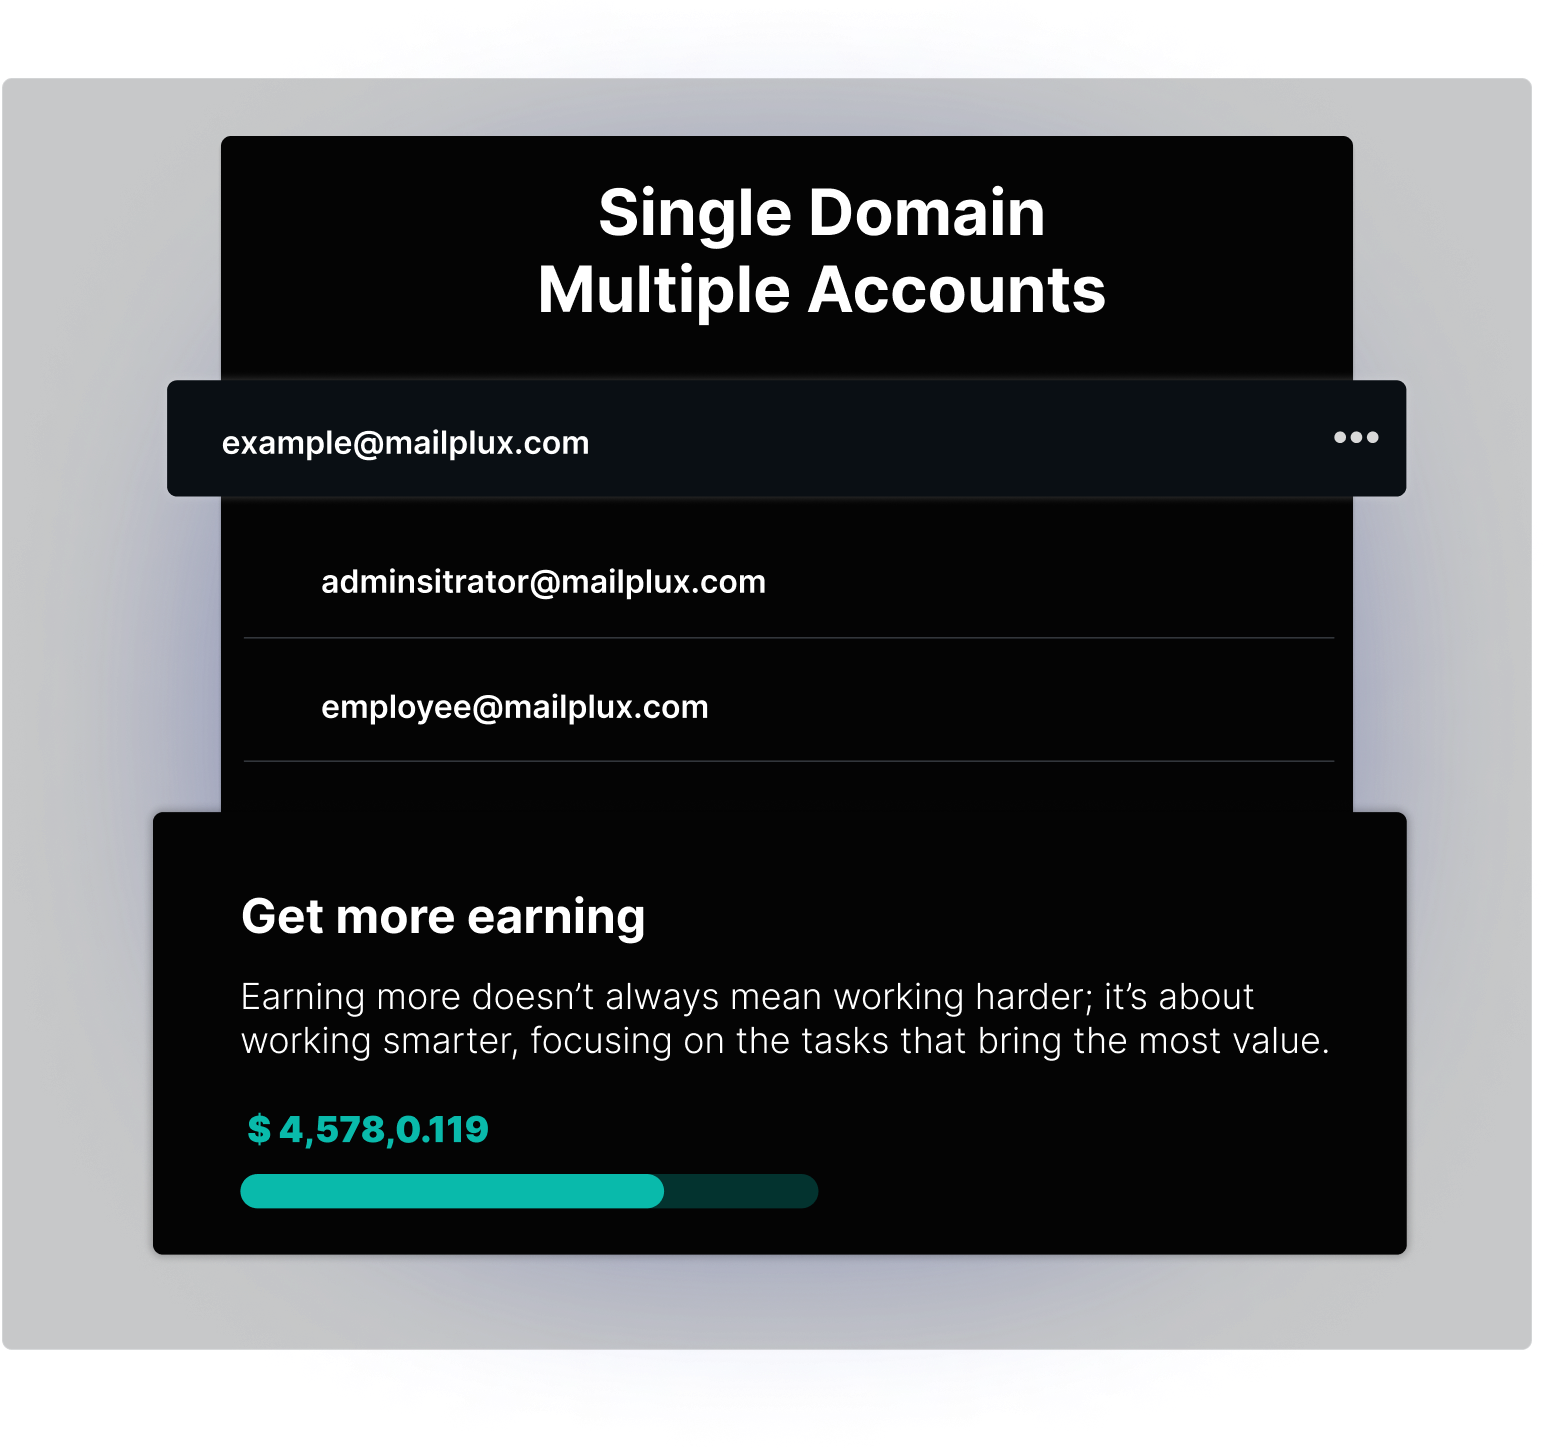 Single Domain
Multiple Accounts
example@mailplux.com
adminsitrator@mailplux.com
employee@mailplux.com
Get more earning
Earning more doesn’t always mean working harder; it’s about
working smarter, focusing on the tasks that bring the most value.
$ 4,578,0.119